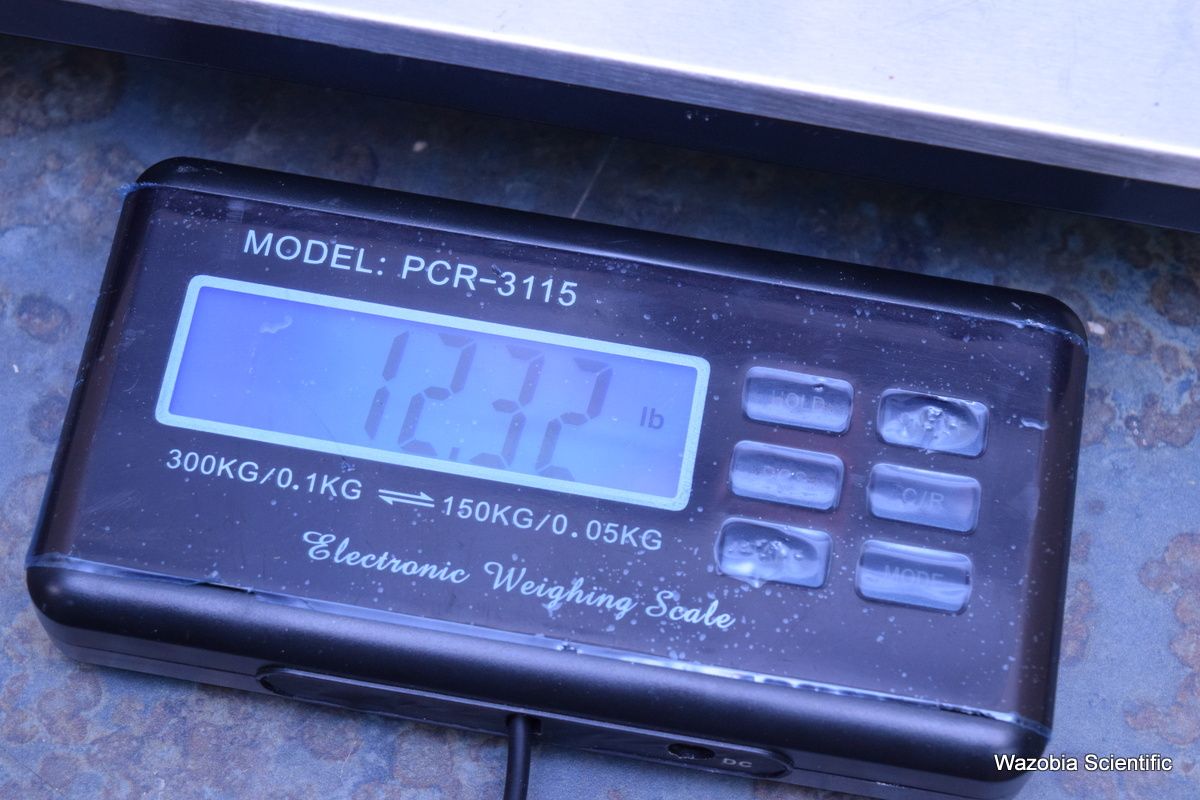 MODEL: PCR-3115
12.32 lb
HOLD
300KG/0.1KG ⇌ 150KG/0.05KG
C/R
MODE
Electronic Weighing Scale
DC
Wazobia Scientific